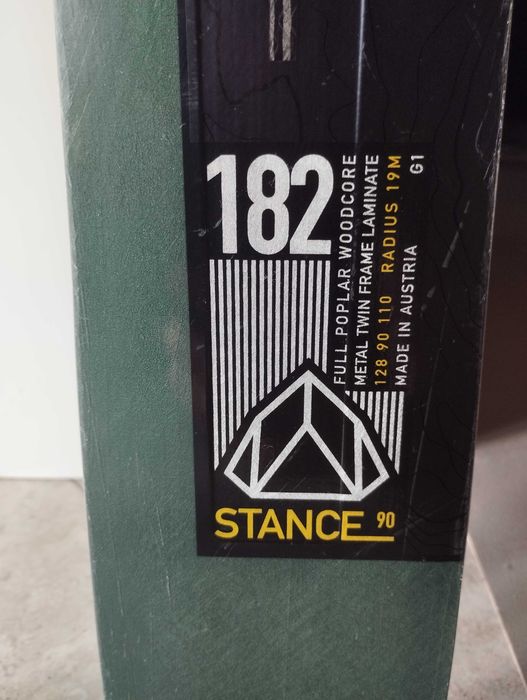 182
FULL POPLAR WOODCORE
METAL TWIN FRAME LAMINATE
128 90 110 RADIUS 19M
MADE IN AUSTRIA G1
STANCE 90